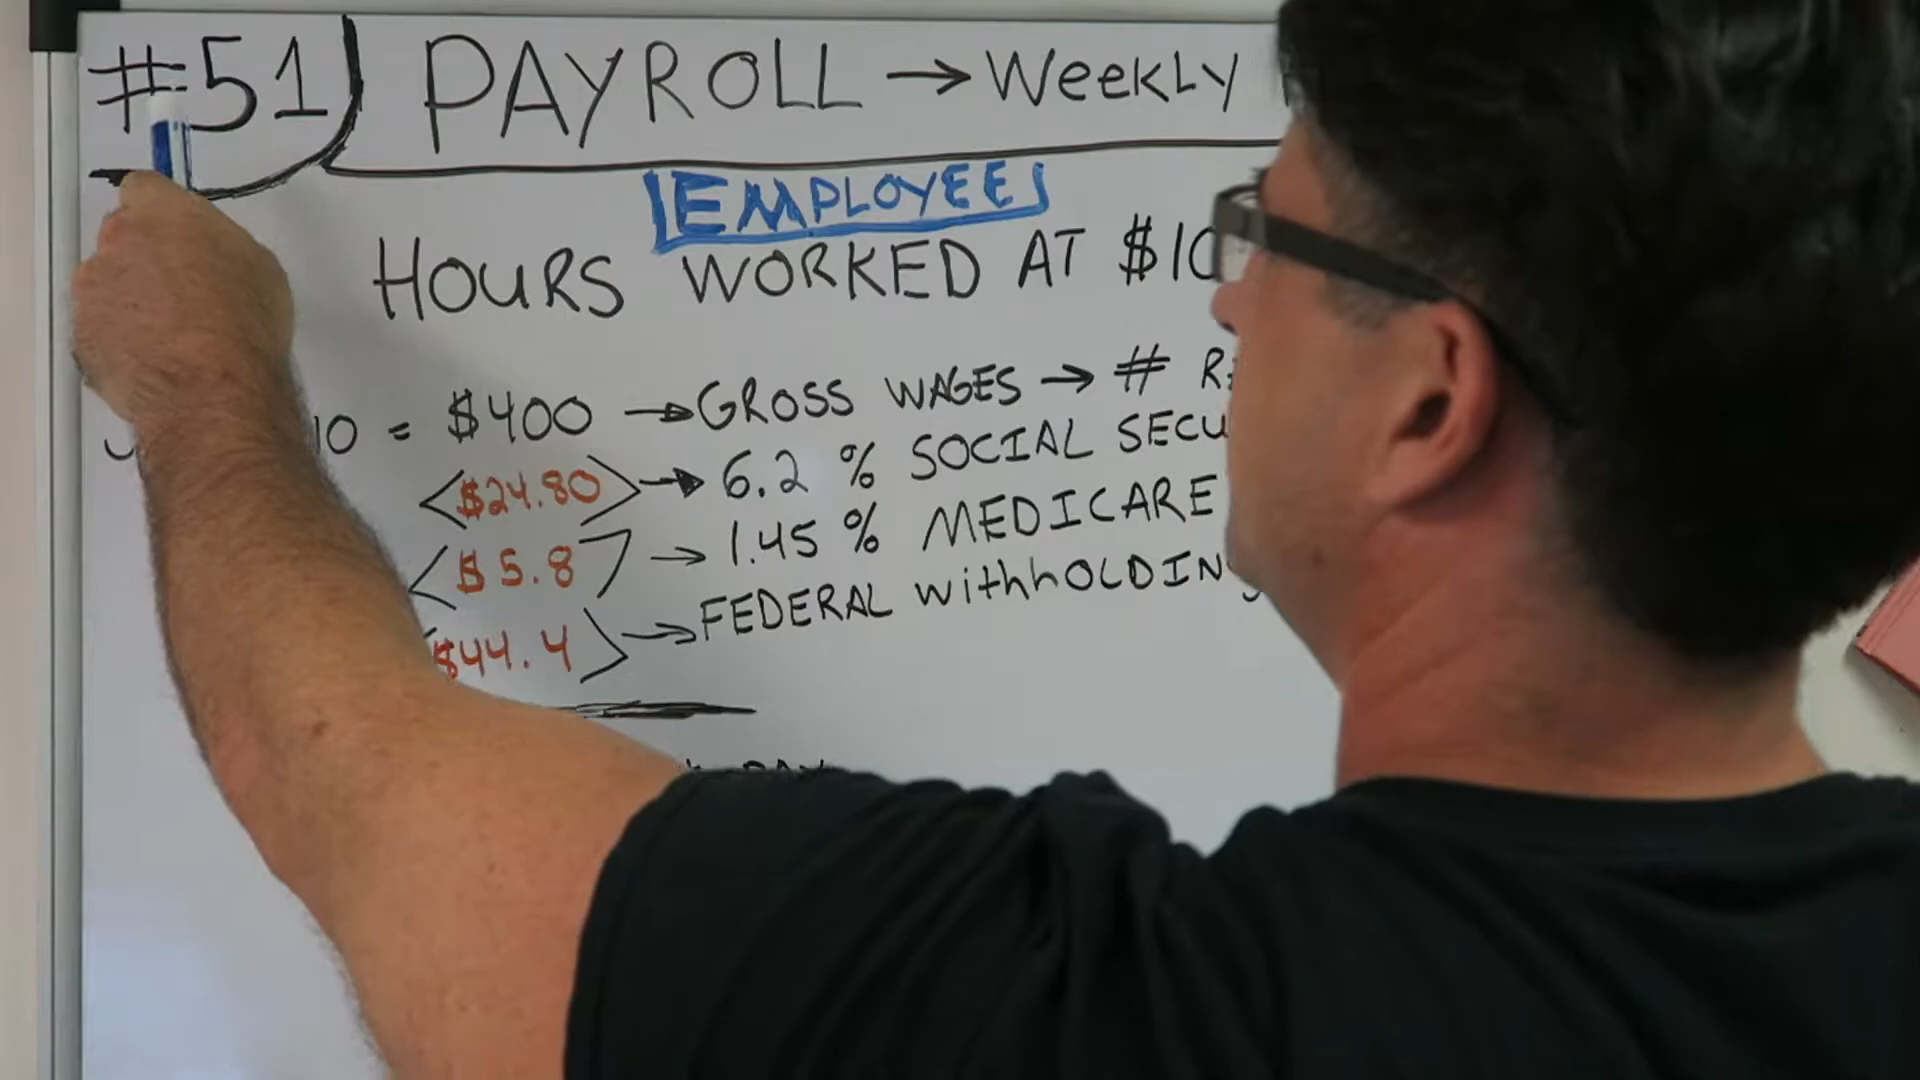 #51 PAYROLL → Weekly
EMPLOYEE
HOURS WORKED AT $10
10 = $400 → GROSS WAGES → #
<$24.80> → 6.2 % SOCIAL SECU
<$5.8> → 1.45 % MEDICARE
$44.4> → FEDERAL withhOLDIN